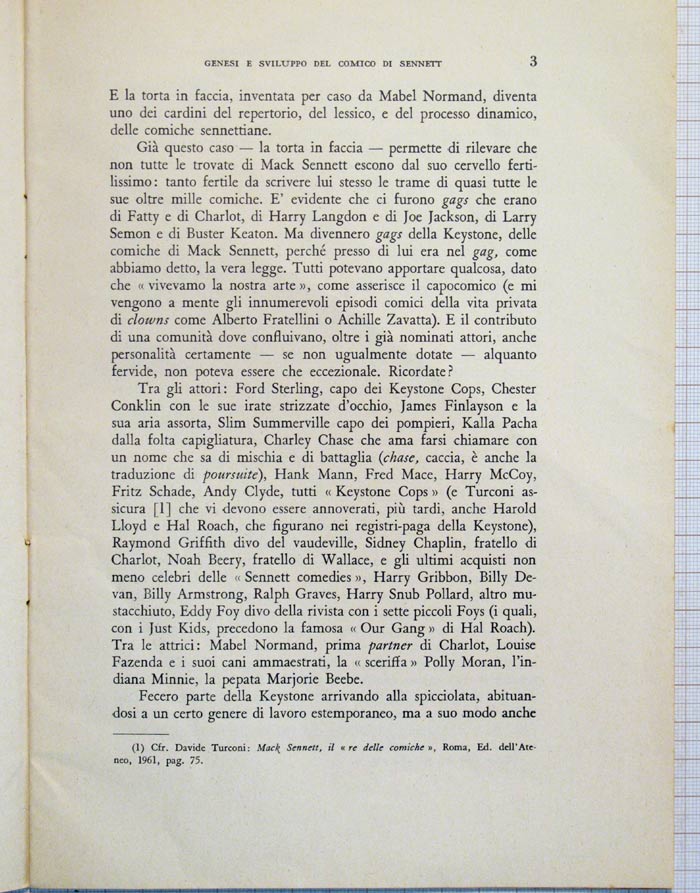 GENESI E SVILUPPO DEL COMICO DI SENNETT 3
E la torta in faccia, inventata per caso da Mabel Normand, diventa
uno dei cardini del repertorio, del lessico, e del processo dinamico,
delle comiche sennettiane.
Già questo caso — la torta in faccia — permette di rilevare che
non tutte le trovate di Mack Sennett escono dal suo cervello ferti-
lissimo: tanto fertile da scrivere lui stesso le trame di quasi tutte le
sue oltre mille comiche. E' evidente che ci furono gags che erano
di Fatty e di Charlot, di Harry Langdon e di Joe Jackson, di Larry
Semon e di Buster Keaton. Ma divennero gags della Keystone, delle
comiche di Mack Sennett, perché presso di lui era nel gag, come
abbiamo detto, la vera legge. Tutti potevano apportare qualcosa, dato
che « vivevamo la nostra arte », come asserisce il capocomico (e mi
vengono a mente gli innumerevoli episodi comici della vita privata
di clowns come Alberto Fratellini o Achille Zavatta). E il contributo
di una comunità dove confluivano, oltre i già nominati attori, anche
personalità certamente — se non ugualmente dotate — alquanto
fervide, non poteva essere che eccezionale. Ricordate?
Tra gli attori: Ford Sterling, capo dei Keystone Cops, Chester
Conklin con le sue irate strizzate d'occhio, James Finlayson e la
sua aria assorta, Slim Summerville capo dei pompieri, Kalla Pacha
dalla folta capigliatura, Charley Chase che ama farsi chiamare con
un nome che sa di mischia e di battaglia (chase, caccia, è anche la
traduzione di poursuite), Hank Mann, Fred Mace, Harry McCoy,
Fritz Schade, Andy Clyde, tutti « Keystone Cops » (e Turconi as-
sicura [1] che vi devono essere annoverati, più tardi, anche Harold
Lloyd e Hal Roach, che figurano nei registri-paga della Keystone),
Raymond Griffith divo del vaudeville, Sidney Chaplin, fratello di
Charlot, Noah Beery, fratello di Wallace, e gli ultimi acquisti non
meno celebri delle « Sennett comedies », Harry Gribbon, Billy De-
van, Billy Armstrong, Ralph Graves, Harry Snub Pollard, altro mu-
stacchiuto, Eddy Foy divo della rivista con i sette piccoli Foys (i quali,
con i Just Kids, precedono la famosa « Our Gang » di Hal Roach).
Tra le attrici: Mabel Normand, prima partner di Charlot, Louise
Fazenda e i suoi cani ammaestrati, la « sceriffa » Polly Moran, l'in-
diana Minnie, la pepata Marjorie Beebe.
Fecero parte della Keystone arrivando alla spicciolata, abituan-
dosi a un certo genere di lavoro estemporaneo, ma a suo modo anche
(1) Cfr. Davide Turconi: Mack Sennett, il « re delle comiche », Roma, Ed. dell'Ate-
neo, 1961, pag. 75.